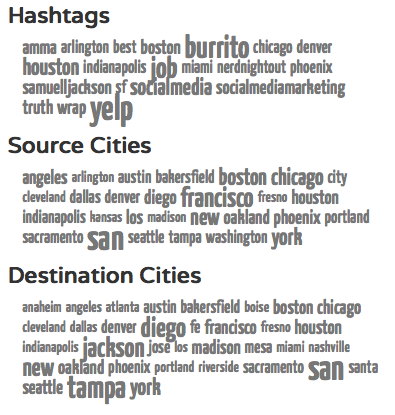 Hashtags
amma arlington best boston burrito chicago denver
houston indianapolis job miami nerdnightout phoenix
samuelljackson sf socialmedia socialmediamarketing
truth wrap yelp
Source Cities
angeles arlington austin bakersfield boston chicago city
cleveland dallas denver diego francisco fresno houston
indianapolis kansas los madison new oakland phoenix portland
sacramento san seattle tampa washington york
Destination Cities
anaheim angeles atlanta austin bakersfield boise boston chicago
cleveland dallas denver diego fe francisco fresno houston
indianapolis jackson jose los madison mesa miami nashville
new oakland phoenix portland riverside sacramento san santa
seattle tampa york